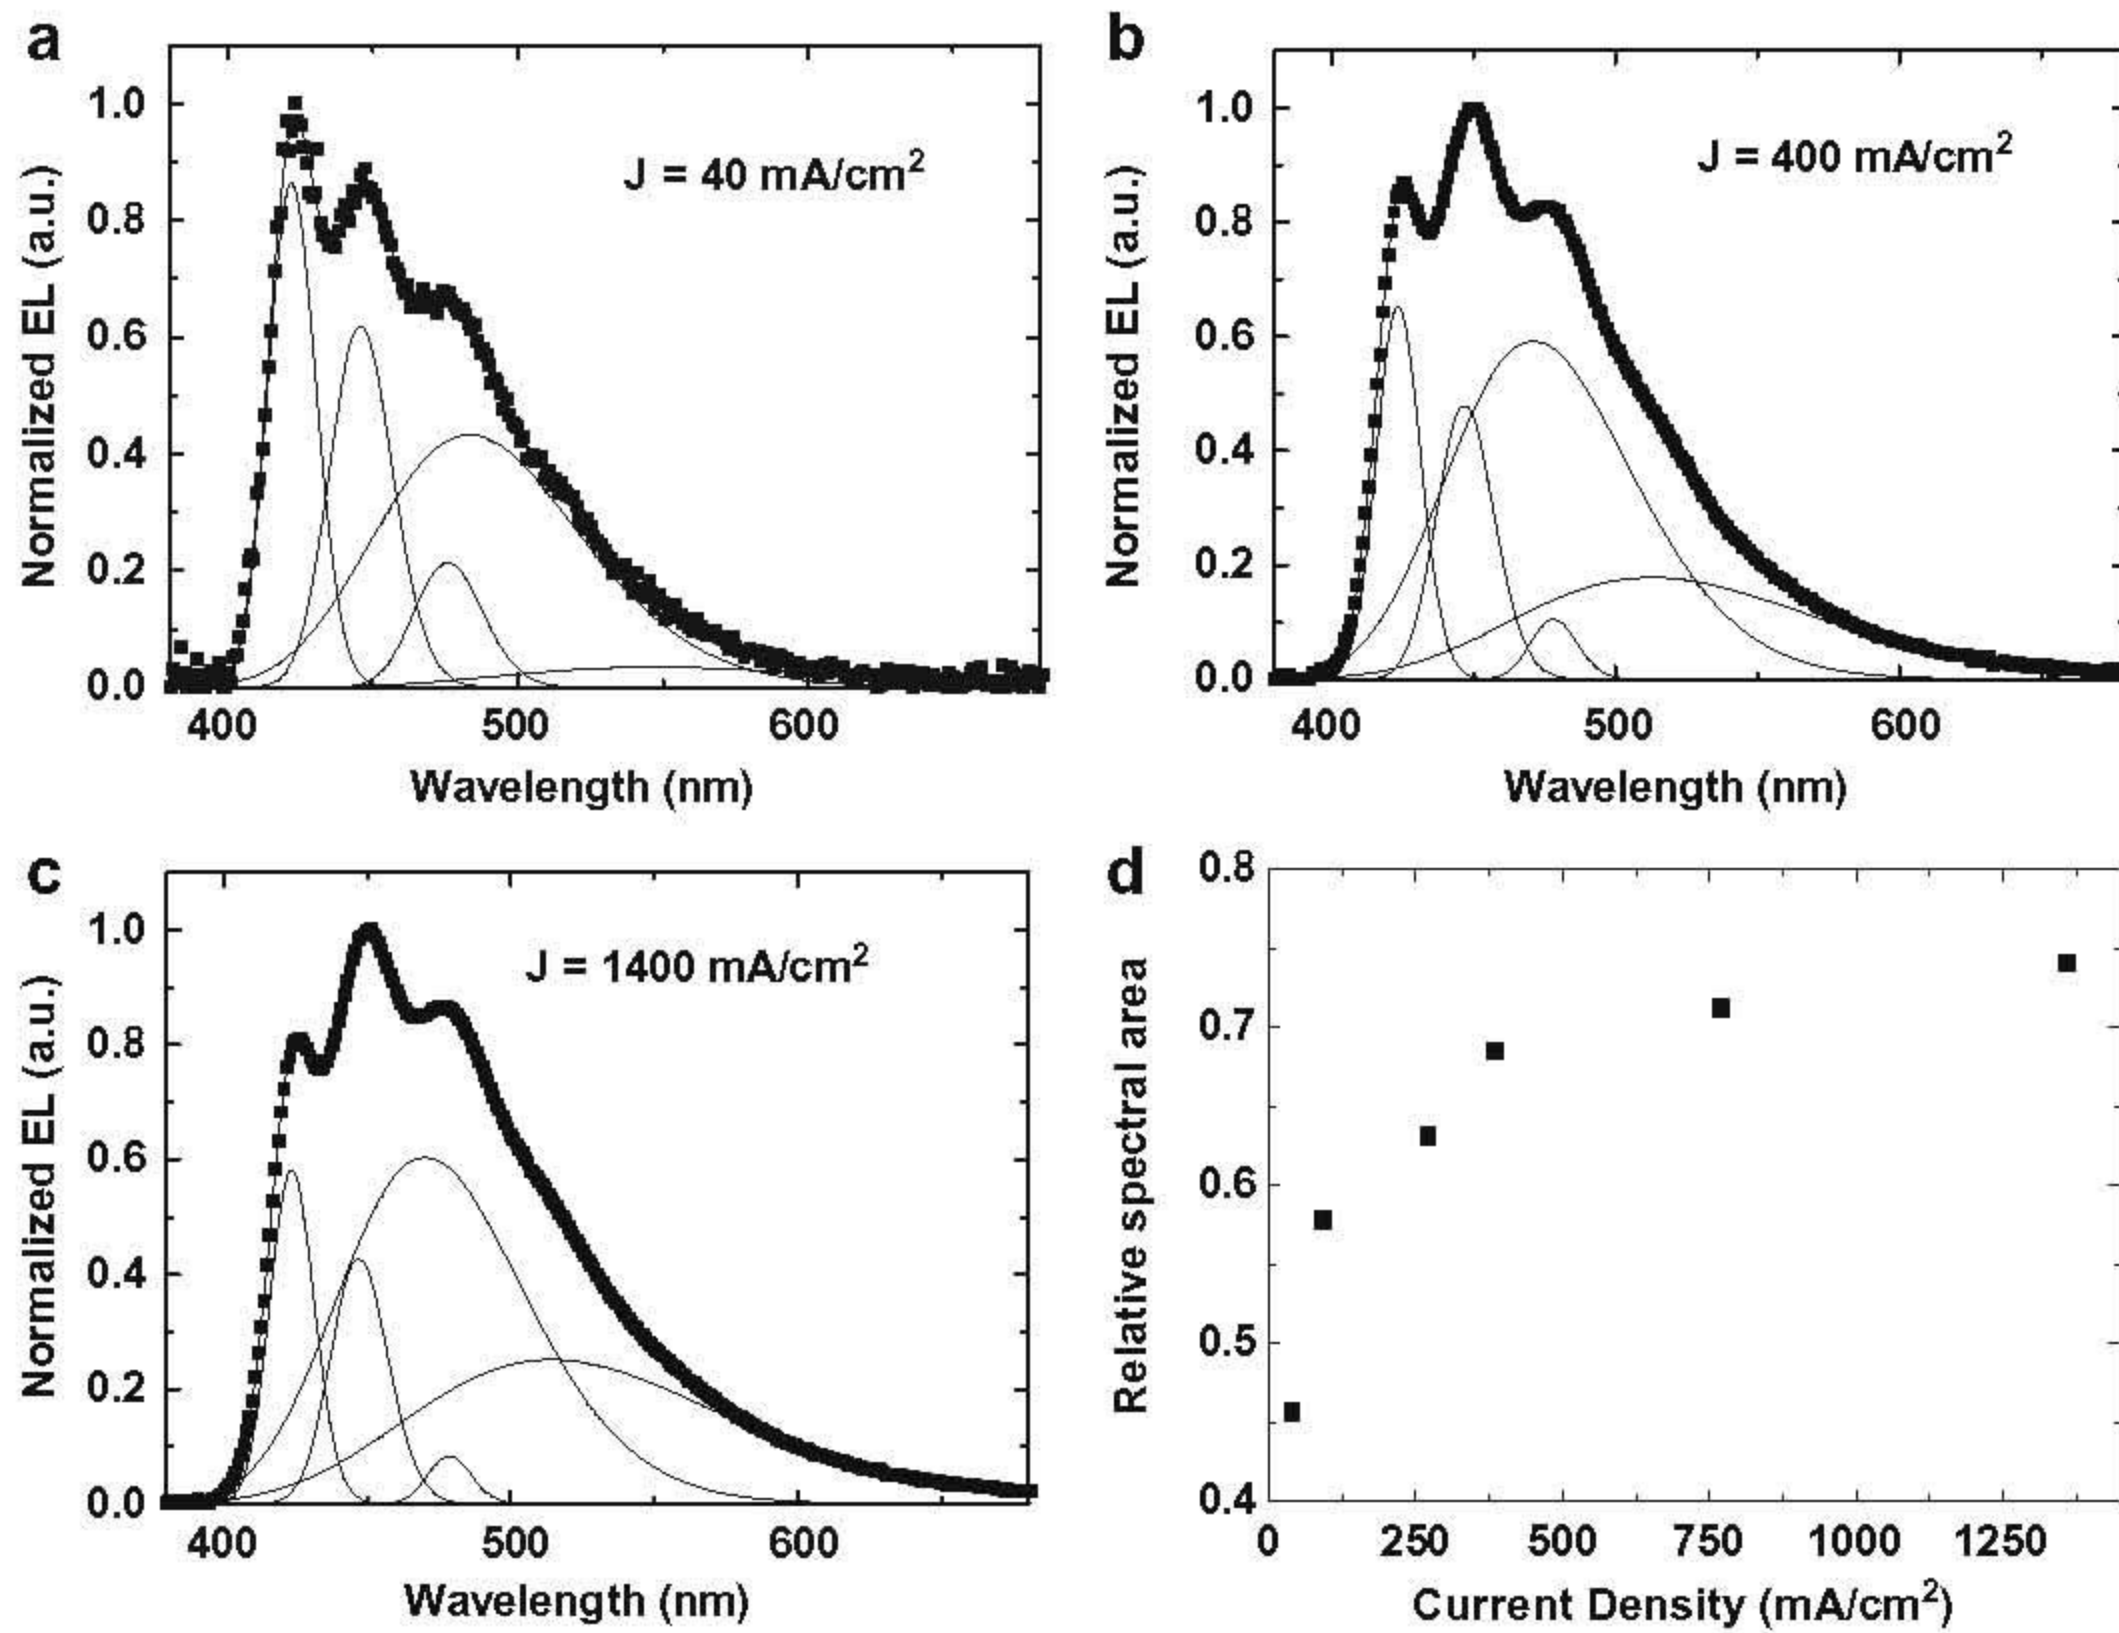 a
J = 40 mA/cm²
Normalized EL (a.u.)
1.0
0.8
0.6
0.4
0.2
0.0
400 500 600
Wavelength (nm)
b
J = 400 mA/cm²
Normalized EL (a.u.)
1.0
0.8
0.6
0.4
0.2
0.0
400 500 600
Wavelength (nm)
c
J = 1400 mA/cm²
Normalized EL (a.u.)
1.0
0.8
0.6
0.4
0.2
0.0
400 500 600
Wavelength (nm)
d
Relative spectral area
0.8
0.7
0.6
0.5
0.4
0 250 500 750 1000 1250
Current Density (mA/cm²)